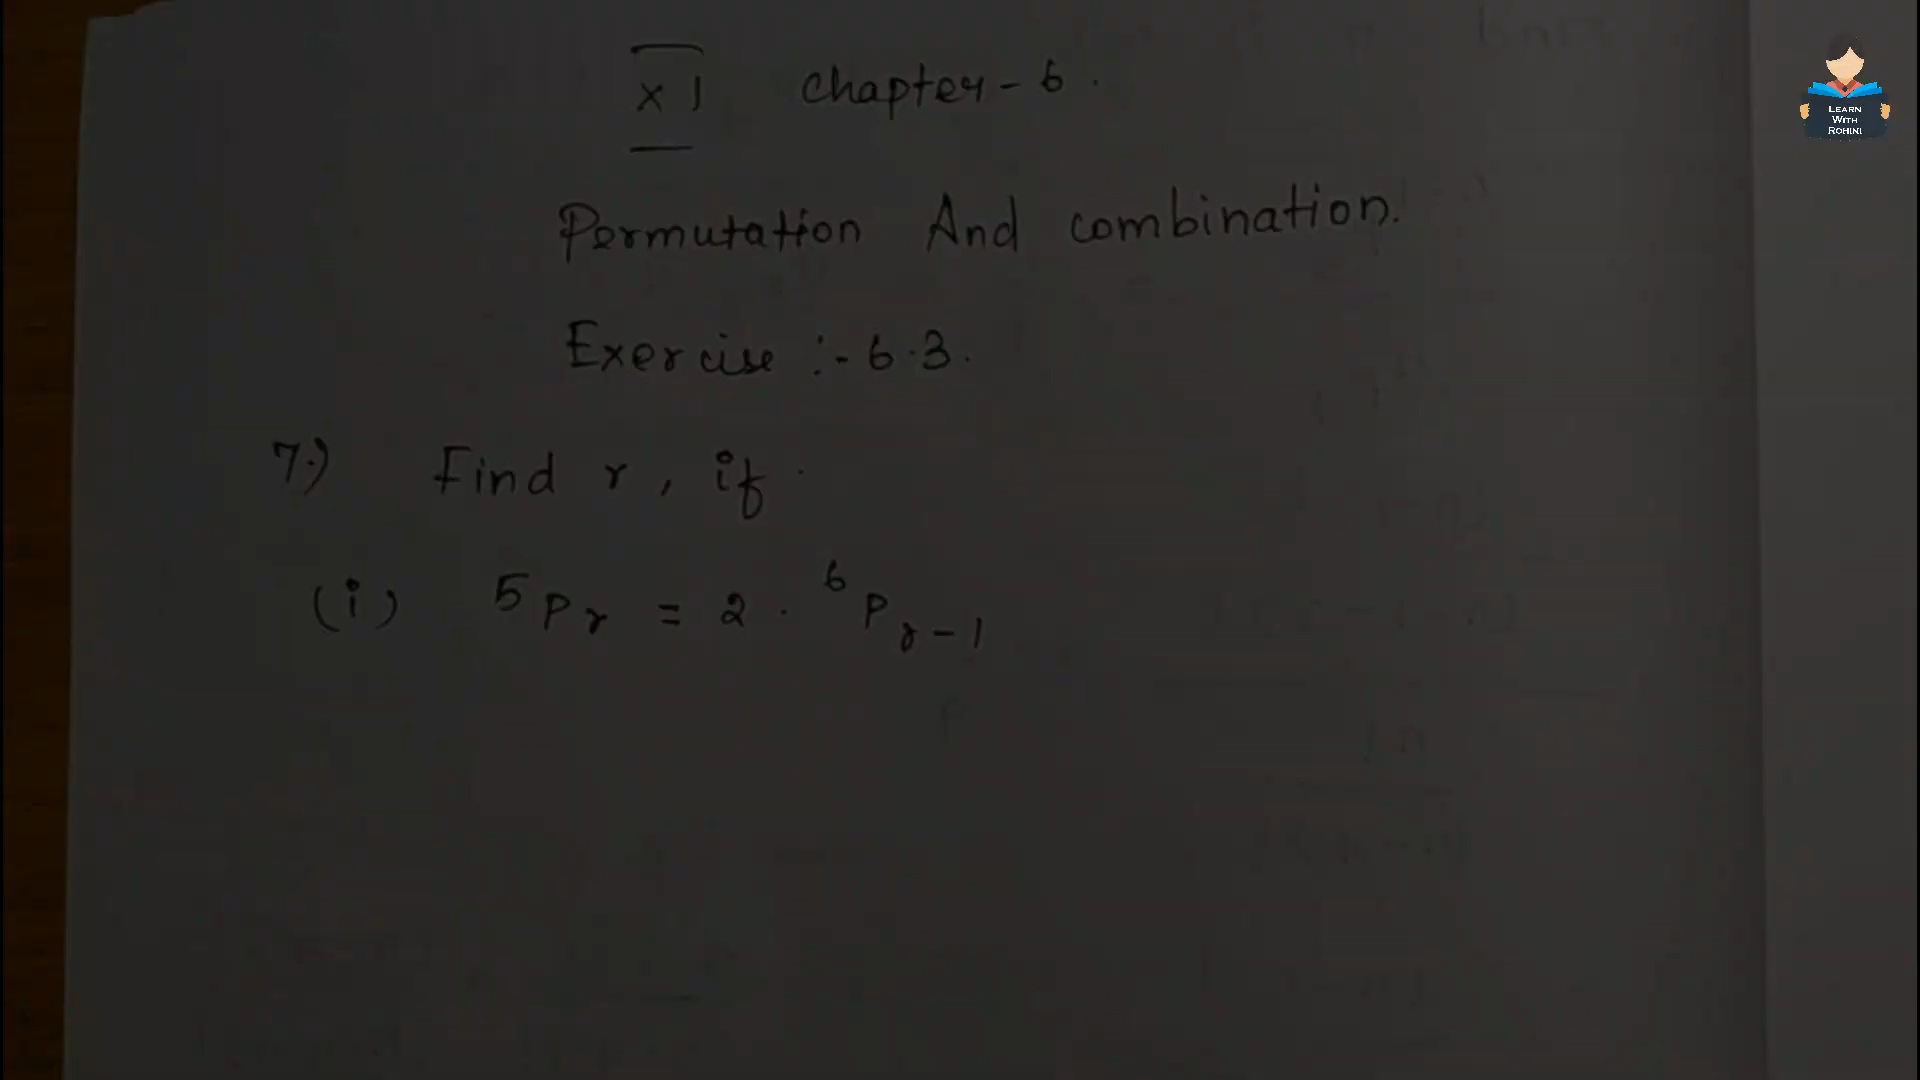 XI Chapter - 6.
Permutation And combination.
Exercise :- 6.3.
7.) Find r, if
(i) ⁵Pᵣ = 2 . ⁶Pᵣ₋₁
LEARN
WITH
ROHINI